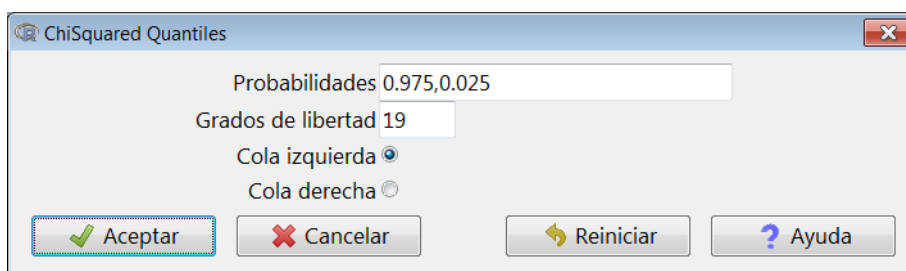 ChiSquared Quantiles
Probabilidades 0.975,0.025
Grados de libertad 19
Cola izquierda
Cola derecha
Aceptar Cancelar Reiniciar ? Ayuda